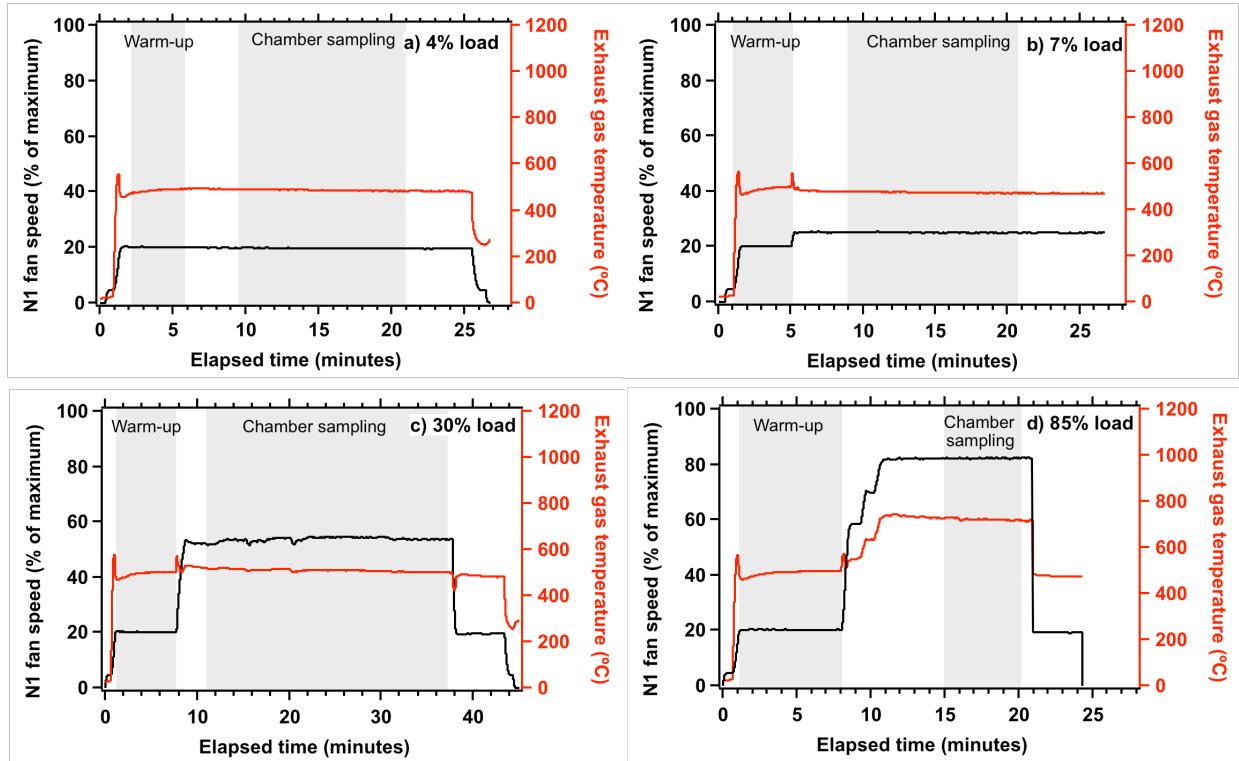 N1 fan speed (% of maximum)
100
80
60
40
20
0
Warm-up
Chamber sampling
a) 4% load
1200
1000
800
600
400
200
0
Exhaust gas temperature (ºC)
0 5 10 15 20 25
Elapsed time (minutes)
N1 fan speed (% of maximum)
100
80
60
40
20
0
Warm-up
Chamber sampling
b) 7% load
1200
1000
800
600
400
200
0
Exhaust gas temperature (ºC)
0 5 10 15 20 25
Elapsed time (minutes)
N1 fan speed (% of maximum)
100
80
60
40
20
0
Warm-up
Chamber sampling
c) 30% load
1200
1000
800
600
400
200
0
Exhaust gas temperature (ºC)
0 10 20 30 40
Elapsed time (minutes)
N1 fan speed (% of maximum)
100
80
60
40
20
0
Warm-up
Chamber
sampling
d) 85% load
1200
1000
800
600
400
200
0
Exhaust gas temperature (ºC)
0 5 10 15 20 25
Elapsed time (minutes)